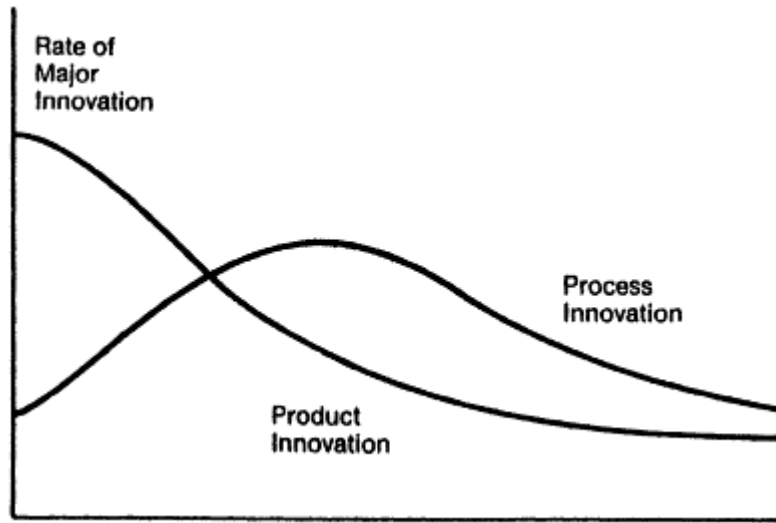 Rate of
Major
Innovation
Process
Innovation
Product
Innovation